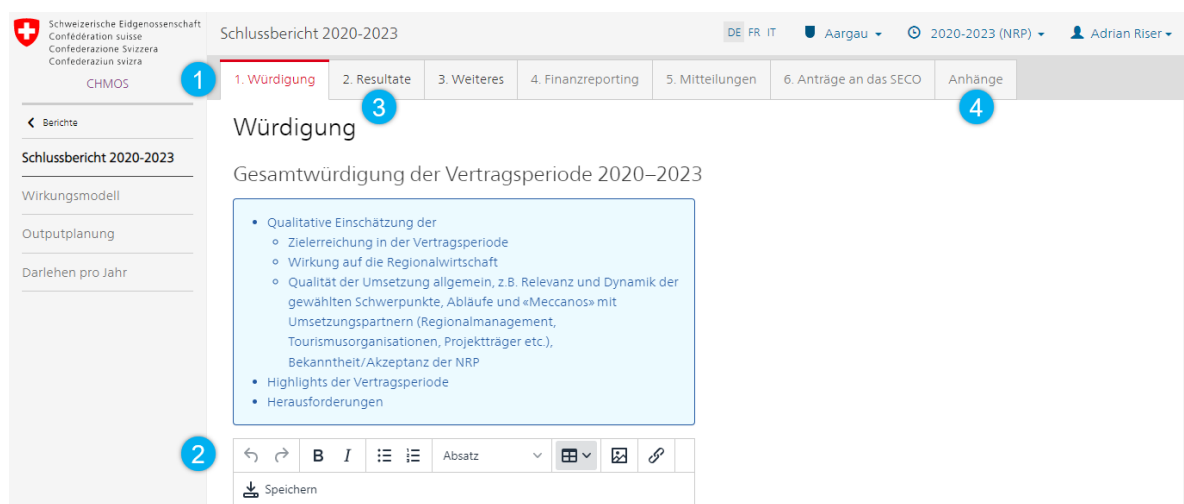 Schweizerische Eidgenossenschaft
Confédération suisse
Confederazione Svizzera
Confederaziun svizra
CHMOS
Schlussbericht 2020-2023
DE FR IT
Aargau
2020-2023 (NRP)
Adrian Riser
1
1. Würdigung
2. Resultate
3. Weiteres
4. Finanzreporting
5. Mitteilungen
6. Anträge an das SECO
Anhänge
3
4
Berichte
Schlussbericht 2020-2023
Wirkungsmodell
Outputplanung
Darlehen pro Jahr
Würdigung
Gesamtwürdigung der Vertragsperiode 2020–2023
• Qualitative Einschätzung der
◦ Zielerreichung in der Vertragsperiode
◦ Wirkung auf die Regionalwirtschaft
◦ Qualität der Umsetzung allgemein, z.B. Relevanz und Dynamik der
gewählten Schwerpunkte, Abläufe und «Meccanos» mit
Umsetzungspartnern (Regionalmanagement,
Tourismusorganisationen, Projektträger etc.),
Bekanntheit/Akzeptanz der NRP
• Highlights der Vertragsperiode
• Herausforderungen
2
B I Absatz
Speichern